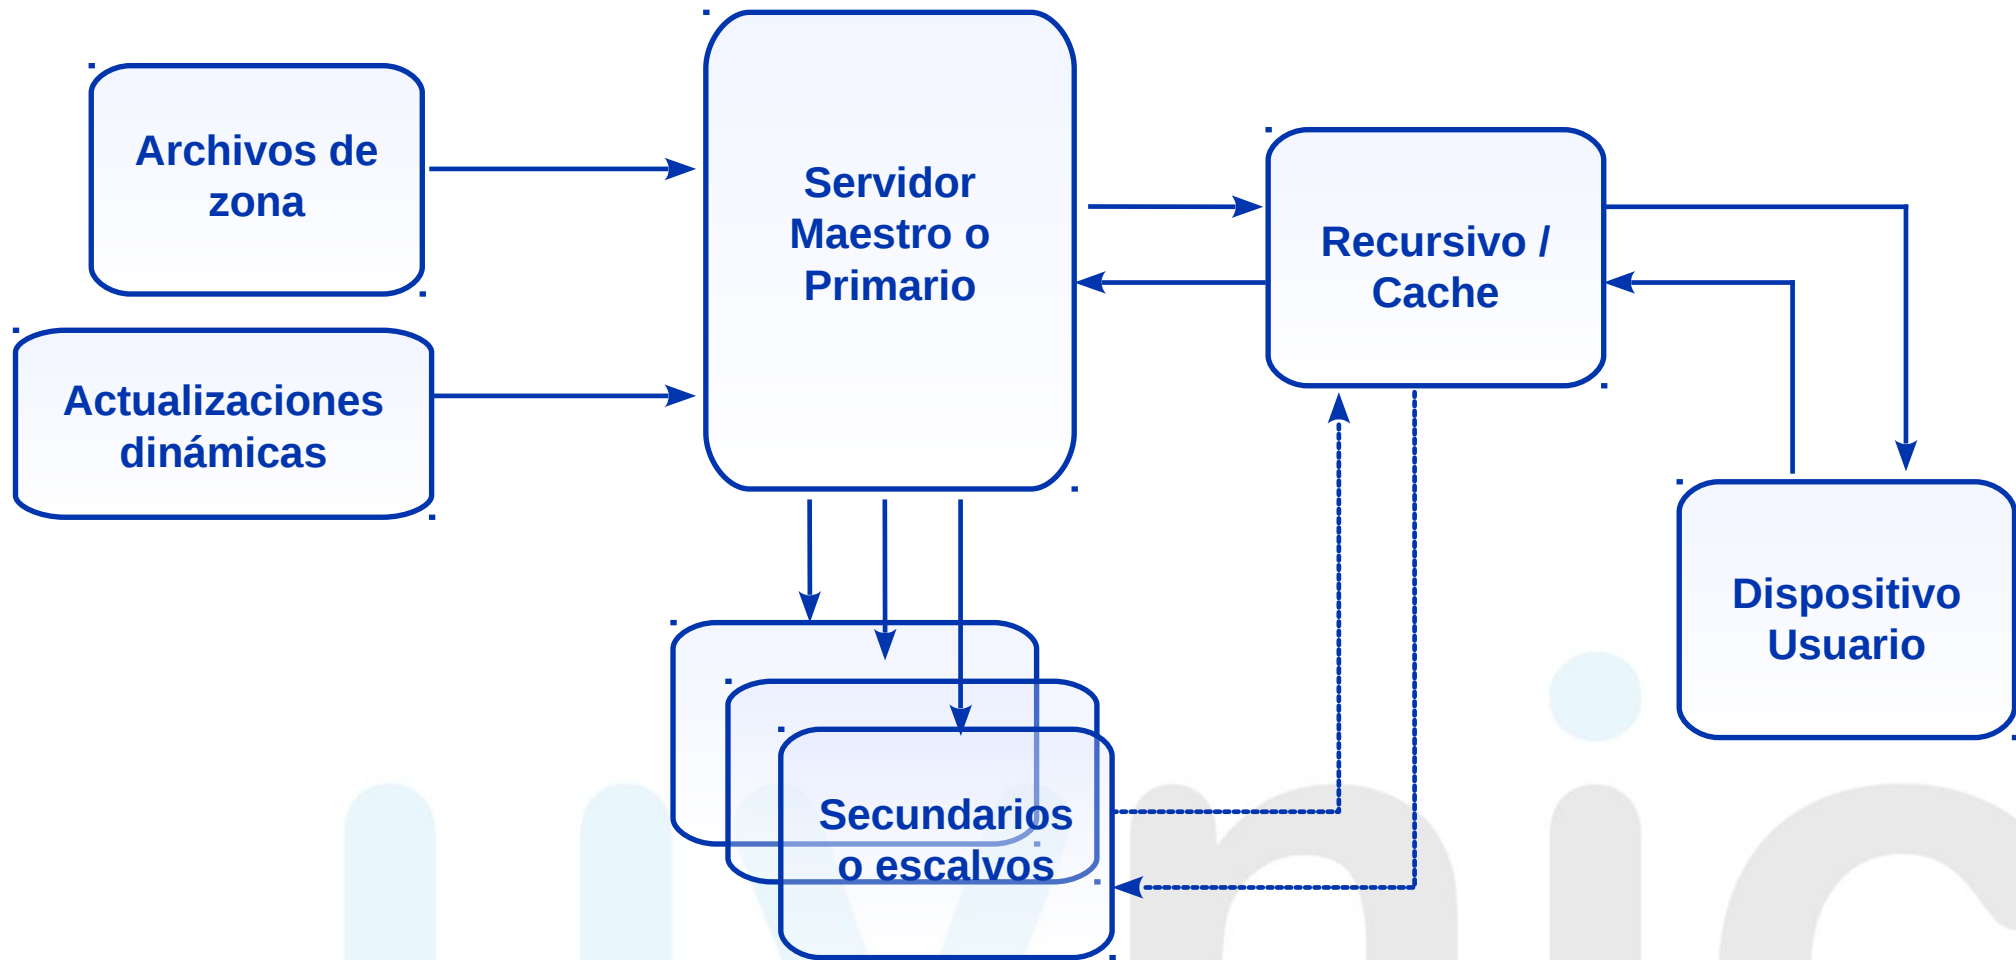 Archivos de
zona
Servidor
Maestro o
Primario
Recursivo /
Cache
Actualizaciones
dinámicas
Dispositivo
Usuario
Secundarios
o escalvos